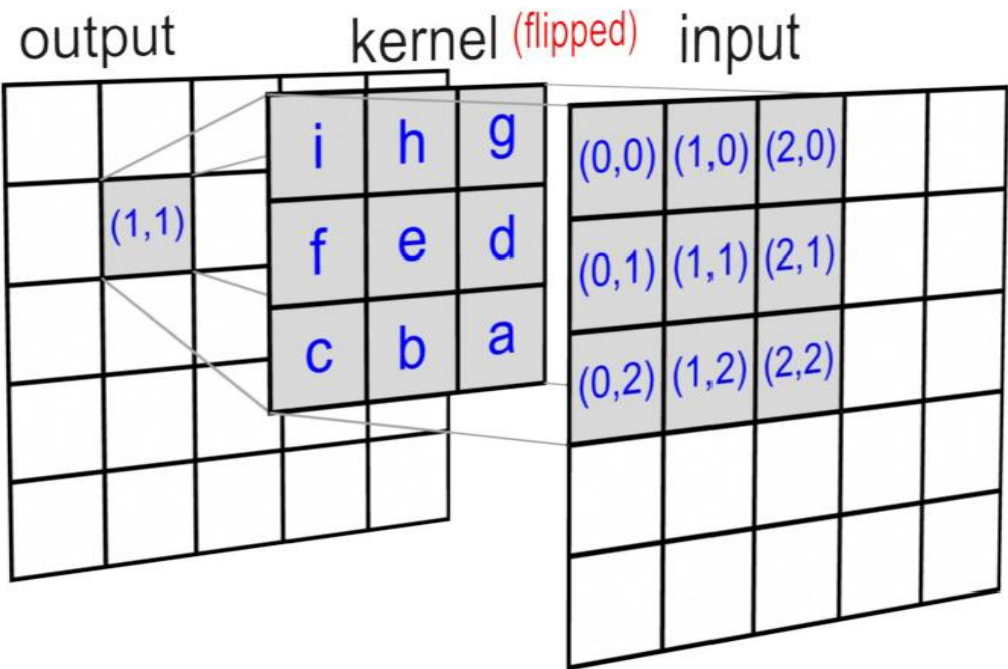 output kernel (flipped) input
i h g (0,0) (1,0) (2,0)
(1,1) f e d (0,1) (1,1) (2,1)
c b a (0,2) (1,2) (2,2)